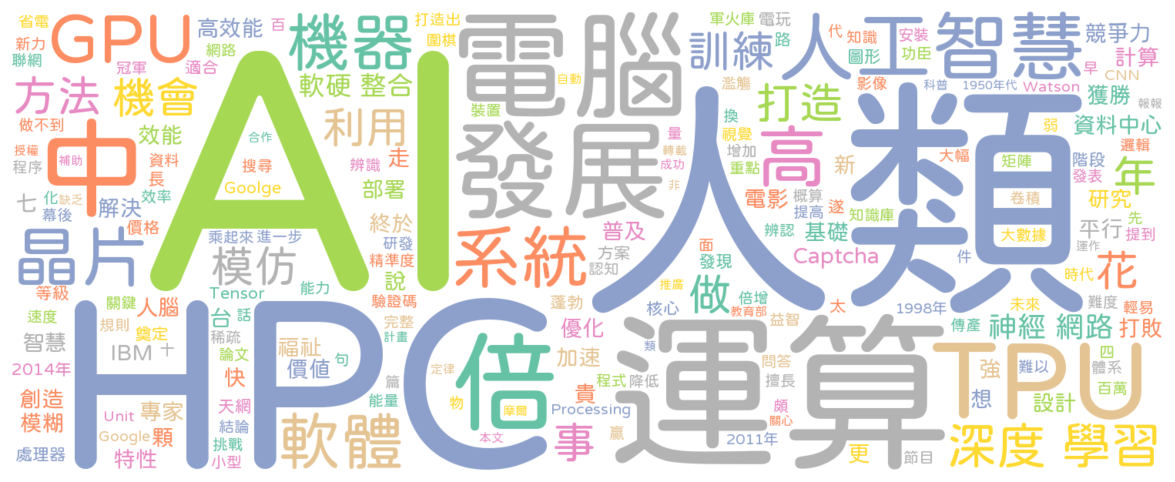 省電
GPU
高效能
百
機器
打造出
圍棋
電腦
軍火庫
電玩
代
知識
安裝
人工智慧
競爭力
新力
聯網
網路
冠軍
適合
訓練
路
圖形
功臣
早
計算
CNN
方法
機會
軟硬
整合
AI
自動
濫觴
影像
科普
1950年代
Watson
獲勝
報報
做不到
效能
合作
利用
裝置
換
打造
弱
資料中心
授權
程序
中
補助
資料
長
搜尋
辨識
走
發展
量
轉載
成功
視覺
增加
重點
高
人類
新
大幅
矩陣
階段
發表
邏輯
年
七
化
缺乏
效率
Goolge
部署
非
電影
概算
提高
遂
知識庫
卷積
研究
幕後
解決
價格
終於
普及
辨認
基礎
大數據
平行
先
提到
運作
晶片
乘起來
進一步
模仿
研發
精準度
系統
方案
認知
面
發現
Captcha
件
時代
花
等級
關鍵
人腦
Tensor
能力
說
驗證碼
蓬勃
推廣
做
倍增
教育部
太
1998年
未來
難度
輕易
速度
規則
奠定
台
話
稀疏
完整
計畫
核心
優化
益智
傳產
神經
網路
打敗
智慧
IBM
十
論文
福祉
價值
句
HPC
倍
加速
類
運算
問答
TPU
強
難以
四
體系
2014年
快
篇
定律
貴
程式
降低
擅長
想
設計
百萬
創造
模糊
Unit
專家
天網
能量
物
摩爾
Processing
頗
關心
Google
顆
結論
挑戰
軟體
本文
事
贏
2011年
更
節目
深度
學習
處理器
特性
小型